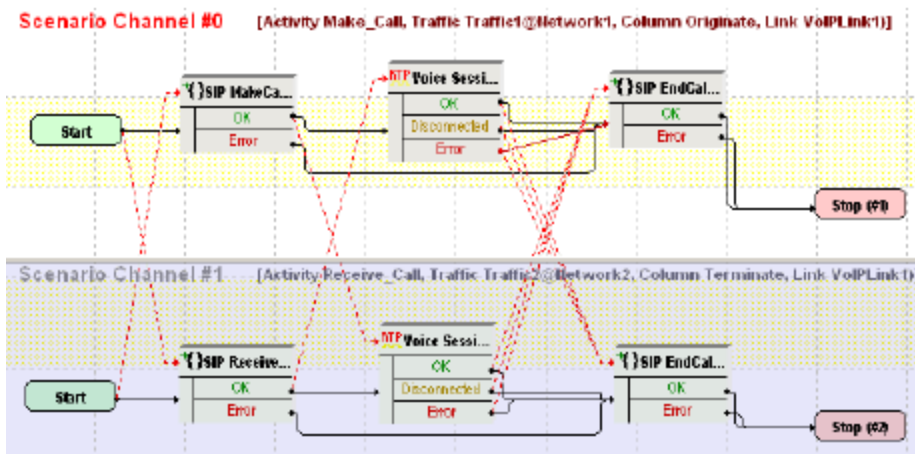 Scenario Channel #0 [Activity Make_Call, Traffic Traffic1@Network1, Column Originate, Link VoIPLink1)]
SIP MakeCa...
OK
Error
RTP Voice Sessi...
OK
Disconnected
Error
SIP EndCal...
OK
Error
Start
Stop (#1)
Scenario Channel #1 [Activity Receive_Call, Traffic Traffic2@Network2, Column Terminate, Link VoIPLink1)
SIP Receive...
OK
Error
RTP Voice Sessi...
OK
Disconnected
Error
SIP EndCal...
OK
Error
Start
Stop (#2)